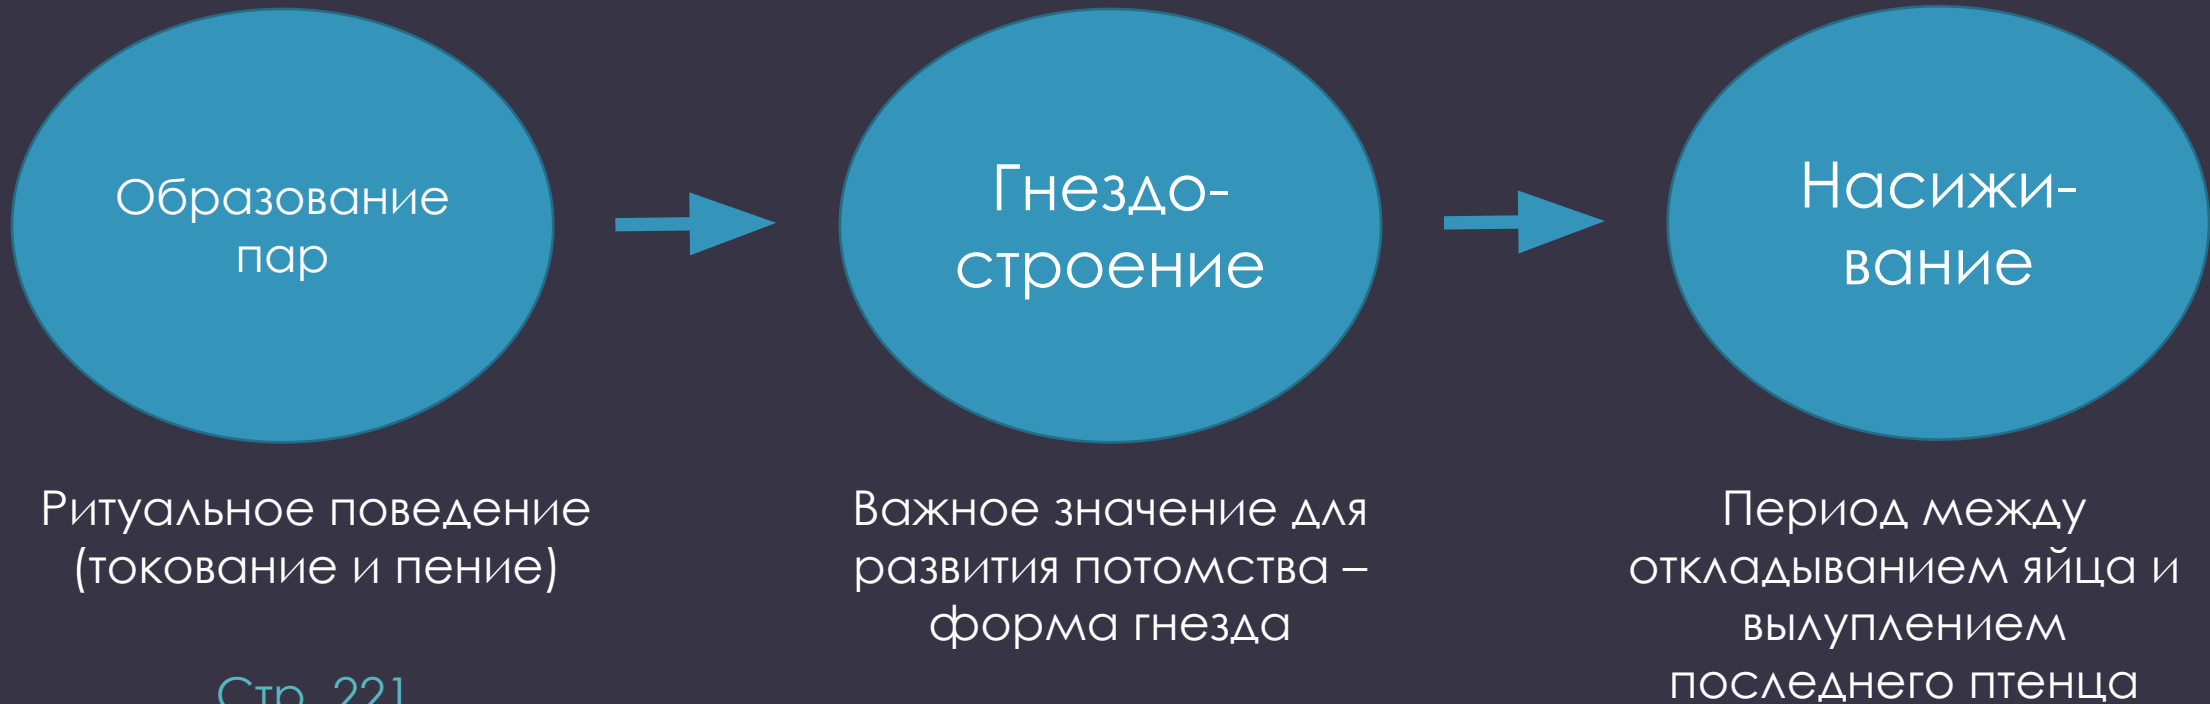 Образование
пар
Гнездо-
строение
Насижи-
вание
Ритуальное поведение
(токование и пение)
Стр. 221
Важное значение для
развития потомства –
форма гнезда
Период между
откладыванием яйца и
вылуплением
последнего птенца